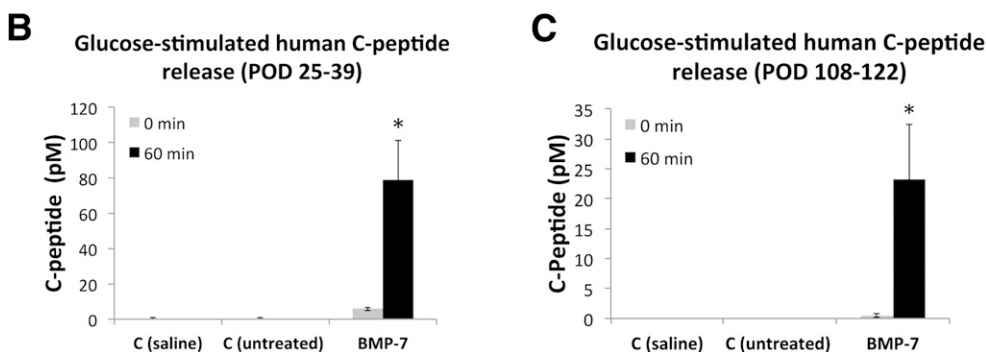 B
Glucose-stimulated human C-peptide
release (POD 25-39)
C-peptide (pM)
120
100
80
60
40
20
0
0 min
60 min
*
C (saline) C (untreated) BMP-7
C
Glucose-stimulated human C-peptide
release (POD 108-122)
C-Peptide (pM)
35
30
25
20
15
10
5
0
0 min
60 min
*
C (saline) C (untreated) BMP-7